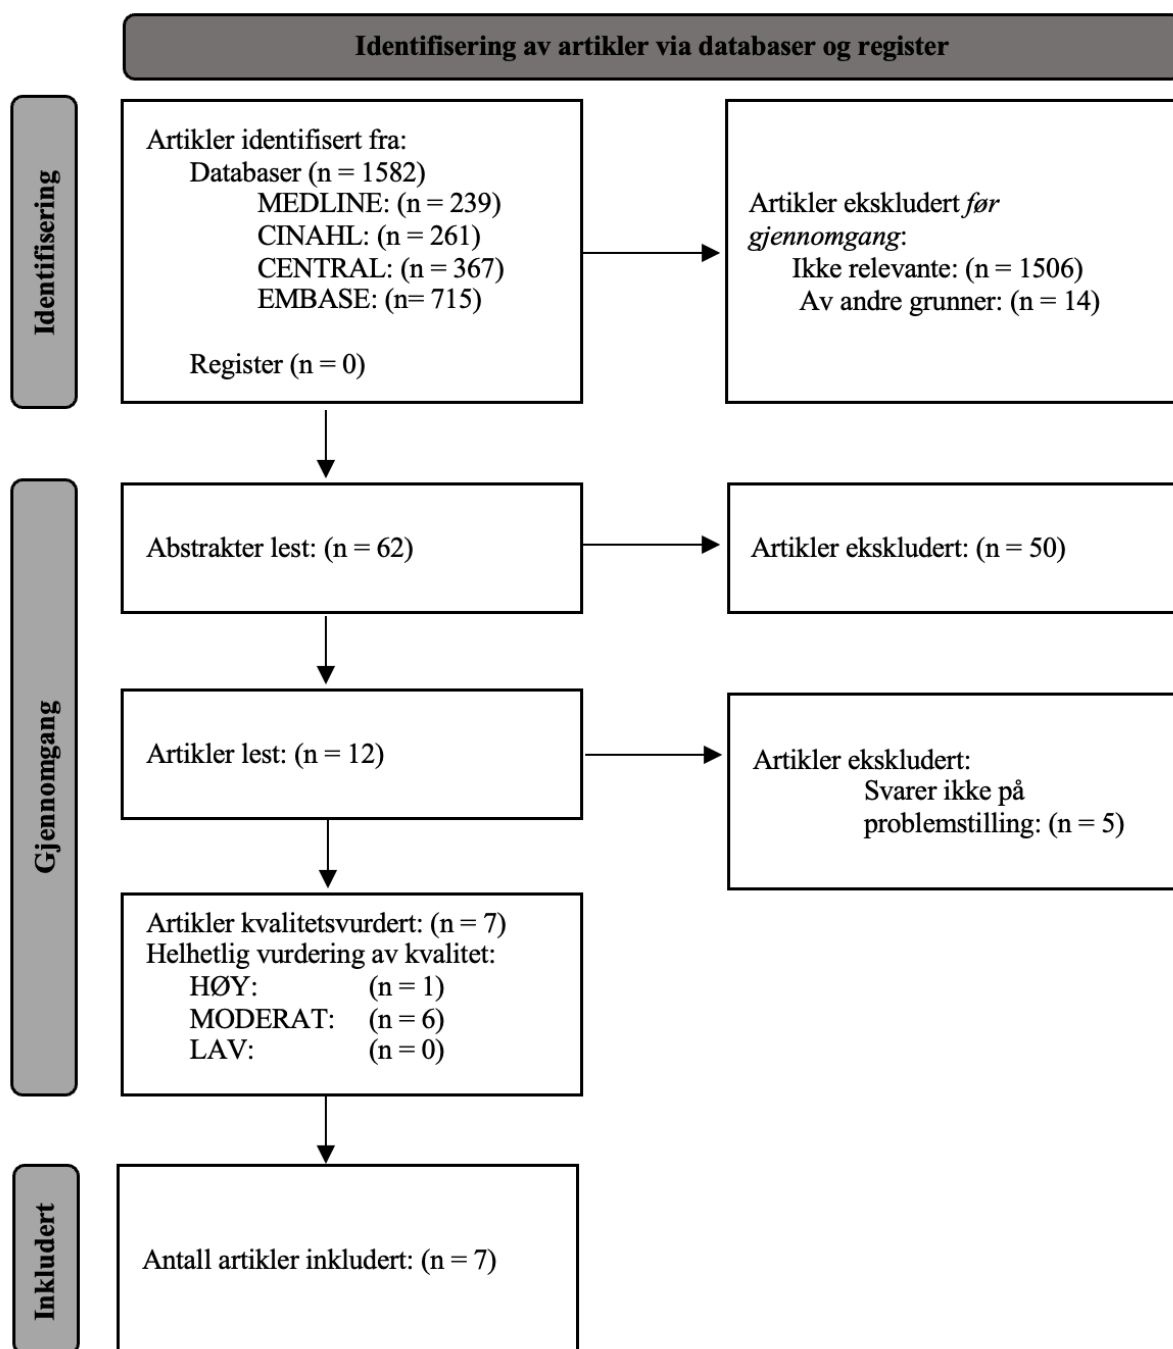 Identifisering av artikler via databaser og register
Identifisering
Artikler identifisert fra:
Databaser (n = 1582)
MEDLINE: (n = 239)
CINAHL: (n = 261)
CENTRAL: (n = 367)
EMBASE: (n= 715)
Register (n = 0)
Artikler ekskludert før
gjennomgang:
Ikke relevante: (n = 1506)
Av andre grunner: (n = 14)
Gjennomgang
Abstrakter lest: (n = 62)
Artikler ekskludert: (n = 50)
Artikler lest: (n = 12)
Artikler ekskludert:
Svarer ikke på
problemstilling: (n = 5)
Artikler kvalitetsvurdert: (n = 7)
Helhetlig vurdering av kvalitet:
HØY: (n = 1)
MODERAT: (n = 6)
LAV: (n = 0)
Inkludert
Antall artikler inkludert: (n = 7)